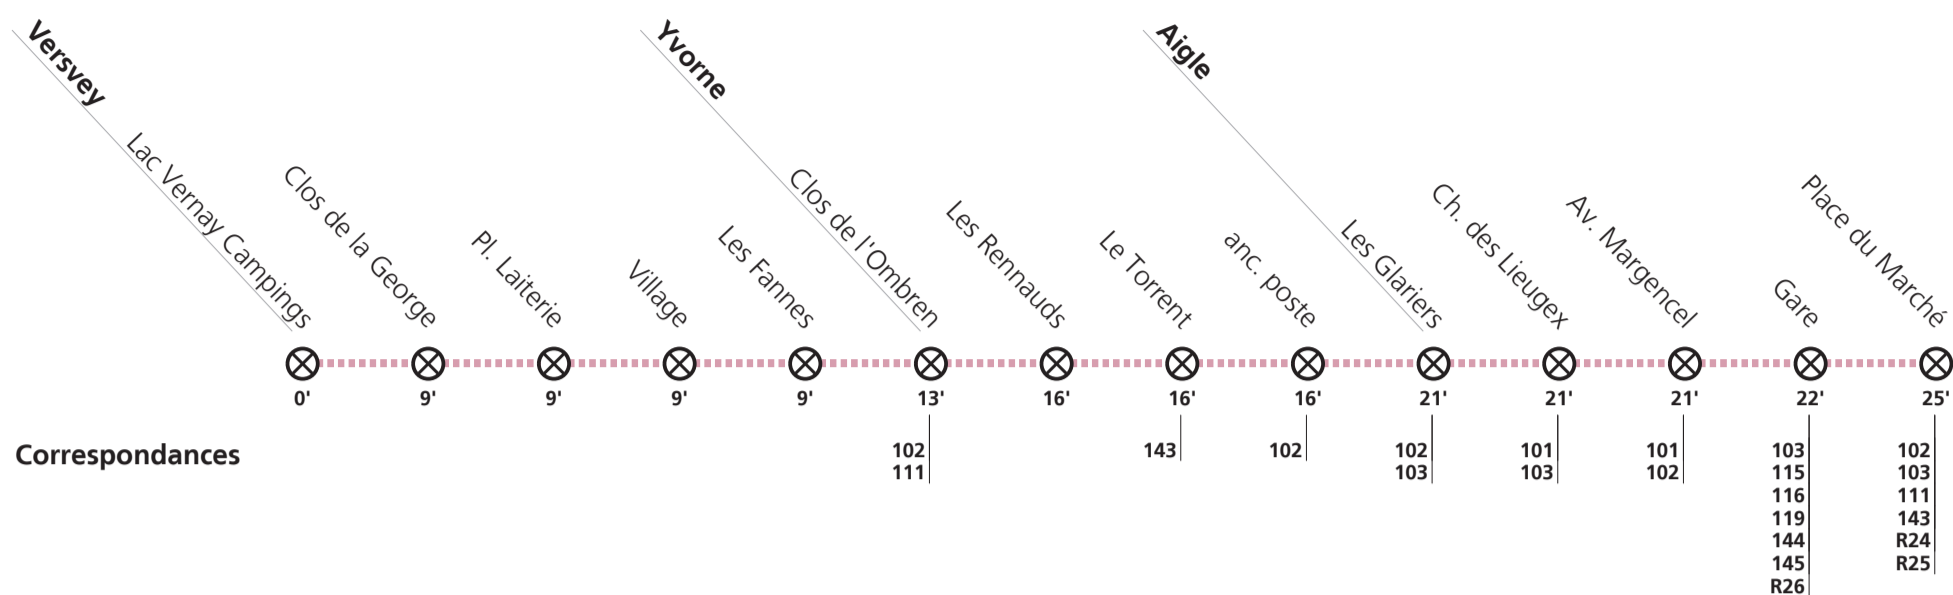 Versvey
Lac Vernay Campings
Clos de la George
Pl. Laiterie
Village
Les Fannes
Yvorne
Clos de l'Ombren
Les Rennauds
Le Torrent
anc. poste
Aigle
Les Glariers
Ch. des Lieugex
Av. Margencel
Gare
Place du Marché
0' 9' 9' 9' 9' 13' 16' 16' 16' 21' 21' 21' 22' 25'
Correspondances
102 143 102 102 101 101 103 102
111 103 103 102 115 103
116 111
119 143
144 R24
145 R25
R26